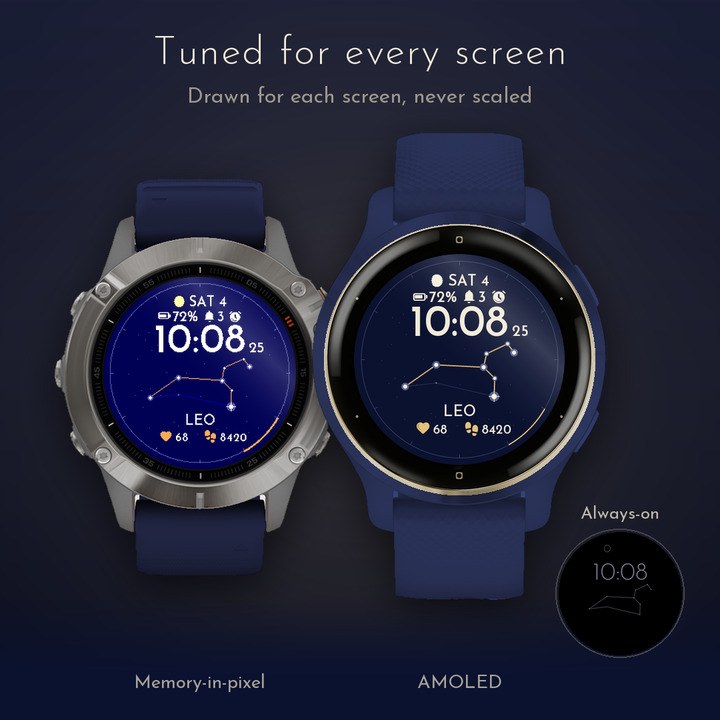 Tuned for every screen
Drawn for each screen, never scaled
SAT 4
72% 3
10:08 25
LEO
68 8420
SAT 4
72% 3
10:08 25
LEO
68 8420
Always-on
10:08
Memory-in-pixel
AMOLED